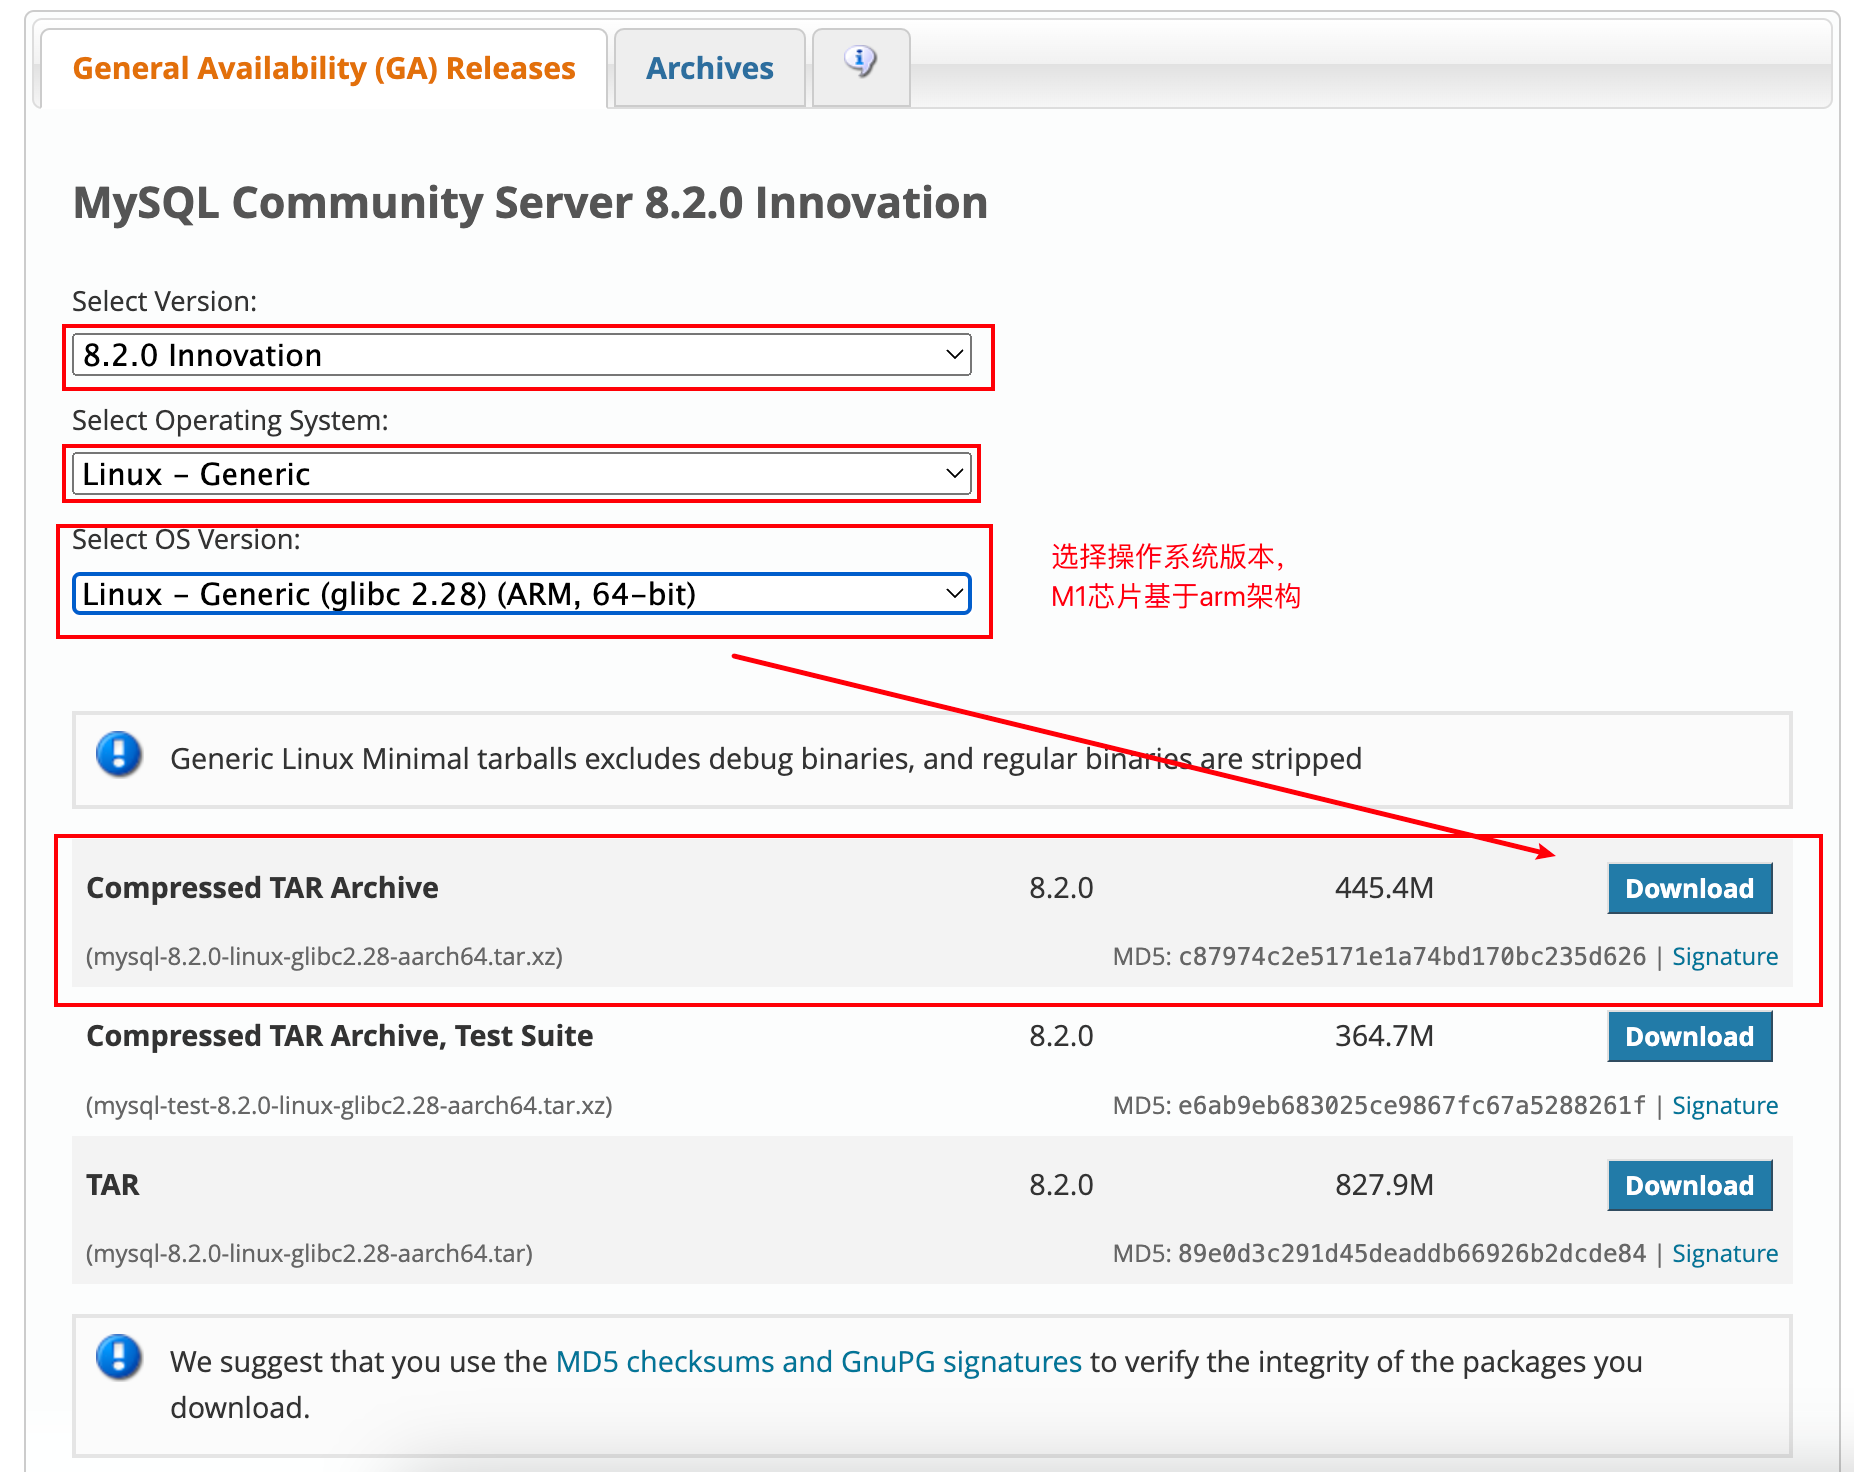 General Availability (GA) Releases
Archives
MySQL Community Server 8.2.0 Innovation
Select Version:
8.2.0 Innovation
Select Operating System:
Linux – Generic
Select OS Version:
Linux – Generic (glibc 2.28) (ARM, 64-bit)
选择操作系统版本，
M1芯片基于arm架构
Generic Linux Minimal tarballs excludes debug binaries, and regular binaries are stripped
Compressed TAR Archive 8.2.0 445.4M Download
(mysql-8.2.0-linux-glibc2.28-aarch64.tar.xz) MD5: c87974c2e5171e1a74bd170bc235d626 | Signature
Compressed TAR Archive, Test Suite 8.2.0 364.7M Download
(mysql-test-8.2.0-linux-glibc2.28-aarch64.tar.xz) MD5: e6ab9eb683025ce9867fc67a5288261f | Signature
TAR 8.2.0 827.9M Download
(mysql-8.2.0-linux-glibc2.28-aarch64.tar) MD5: 89e0d3c291d45deaddb66926b2dcde84 | Signature
We suggest that you use the MD5 checksums and GnuPG signatures to verify the integrity of the packages you
download.